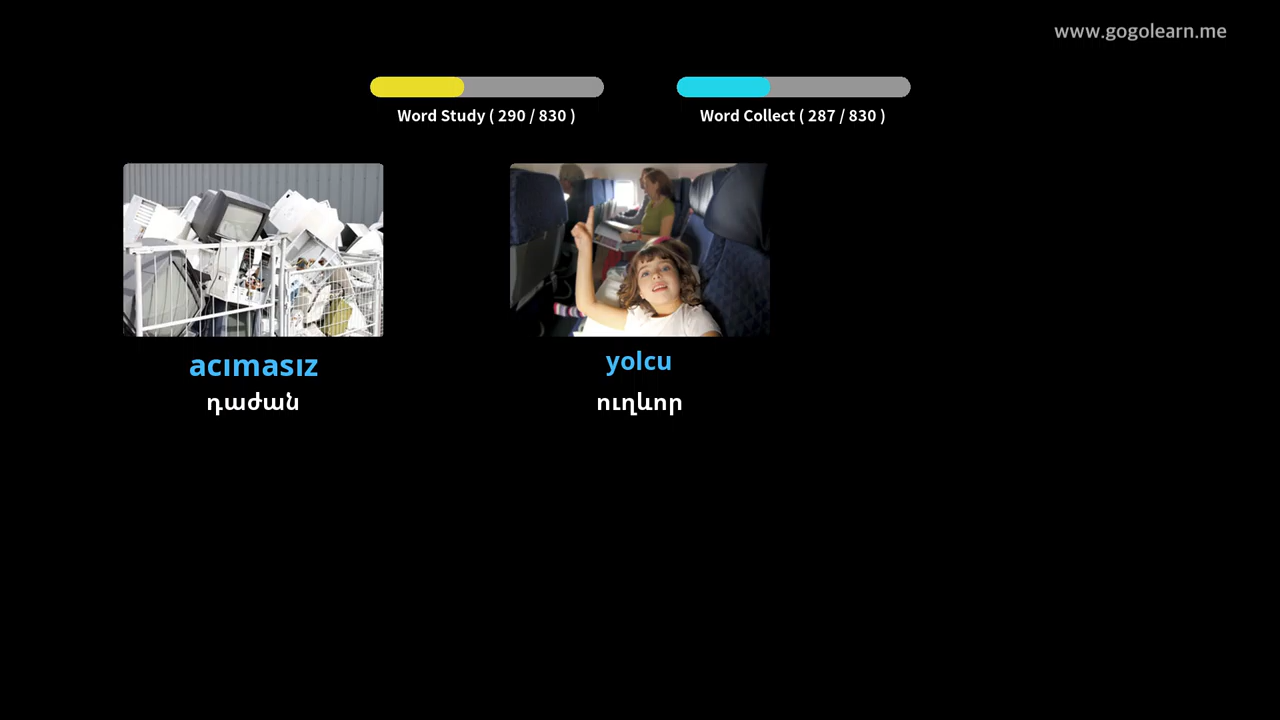 www.gogolearn.me
Word Study ( 290 / 830 )
Word Collect ( 287 / 830 )
acımasız
դաժան
yolcu
ուղևոր